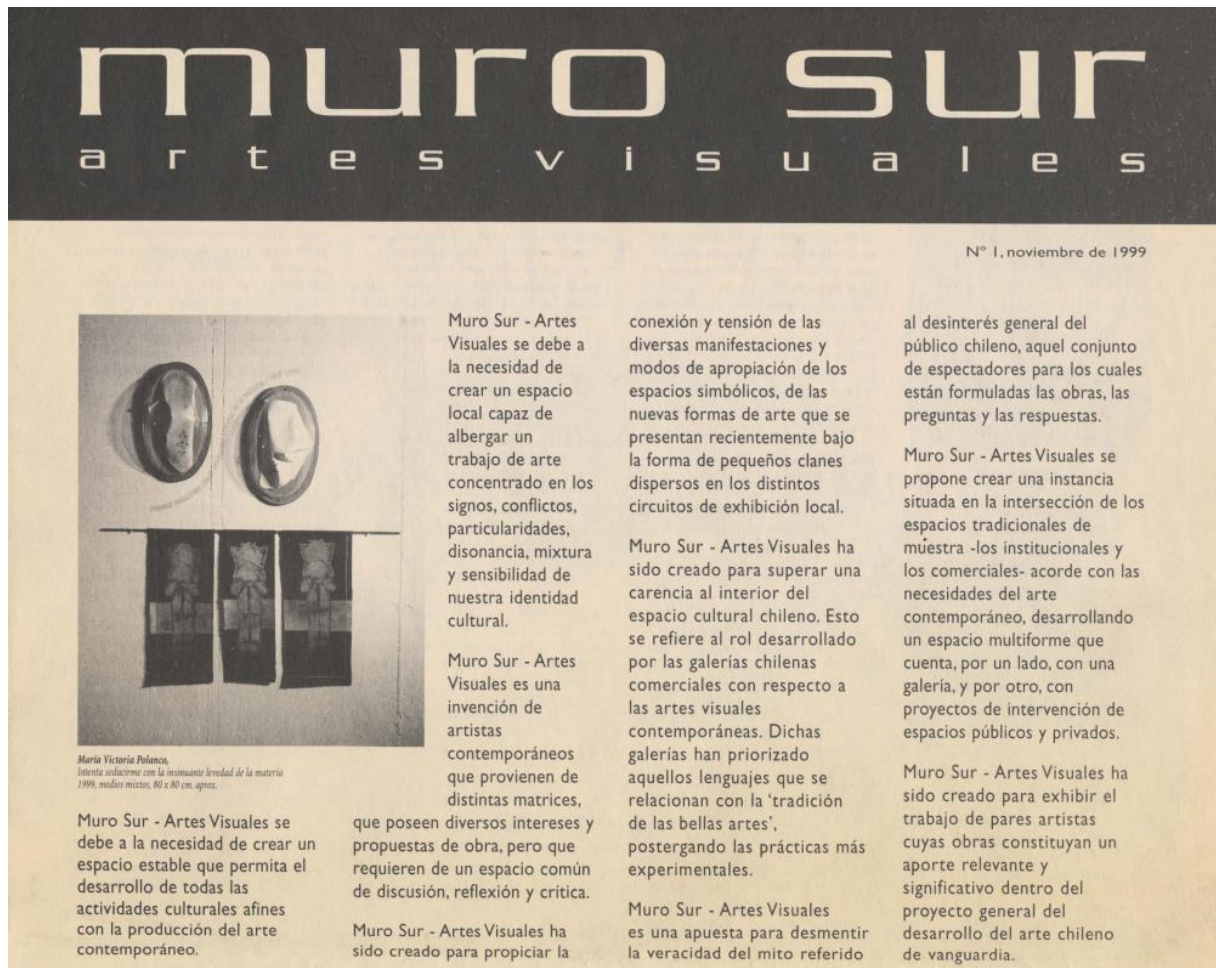 muro sur
artes visuales
Nº 1, noviembre de 1999
María Victoria Polanco,
Intenta seducirme con la insinuante levedad de la materia
1999, medios mixtos, 80 x 80 cm. aprox.
Muro Sur - Artes Visuales se
debe a la necesidad de crear un
espacio estable que permita el
desarrollo de todas las
actividades culturales afines
con la producción del arte
contemporáneo.
Muro Sur - Artes
Visuales se debe a
la necesidad de
crear un espacio
local capaz de
albergar un
trabajo de arte
concentrado en los
signos, conflictos,
particularidades,
disonancia, mixtura
y sensibilidad de
nuestra identidad
cultural.
Muro Sur - Artes
Visuales es una
invención de
artistas
contemporáneos
que provienen de
distintas matrices,
que poseen diversos intereses y
propuestas de obra, pero que
requieren de un espacio común
de discusión, reflexión y crítica.
Muro Sur - Artes Visuales ha
sido creado para propiciar la
conexión y tensión de las
diversas manifestaciones y
modos de apropiación de los
espacios simbólicos, de las
nuevas formas de arte que se
presentan recientemente bajo
la forma de pequeños clanes
dispersos en los distintos
circuitos de exhibición local.
Muro Sur - Artes Visuales ha
sido creado para superar una
carencia al interior del
espacio cultural chileno. Esto
se refiere al rol desarrollado
por las galerías chilenas
comerciales con respecto a
las artes visuales
contemporáneas. Dichas
galerías han priorizado
aquellos lenguajes que se
relacionan con la ‘tradición
de las bellas artes’,
postergando las prácticas más
experimentales.
Muro Sur - Artes Visuales
es una apuesta para desmentir
la veracidad del mito referido
al desinterés general del
público chileno, aquel conjunto
de espectadores para los cuales
están formuladas las obras, las
preguntas y las respuestas.
Muro Sur - Artes Visuales se
propone crear una instancia
situada en la intersección de los
espacios tradicionales de
muestra -los institucionales y
los comerciales- acorde con las
necesidades del arte
contemporáneo, desarrollando
un espacio multiforme que
cuenta, por un lado, con una
galería, y por otro, con
proyectos de intervención de
espacios públicos y privados.
Muro Sur - Artes Visuales ha
sido creado para exhibir el
trabajo de pares artistas
cuyas obras constituyan un
aporte relevante y
significativo dentro del
proyecto general del
desarrollo del arte chileno
de vanguardia.